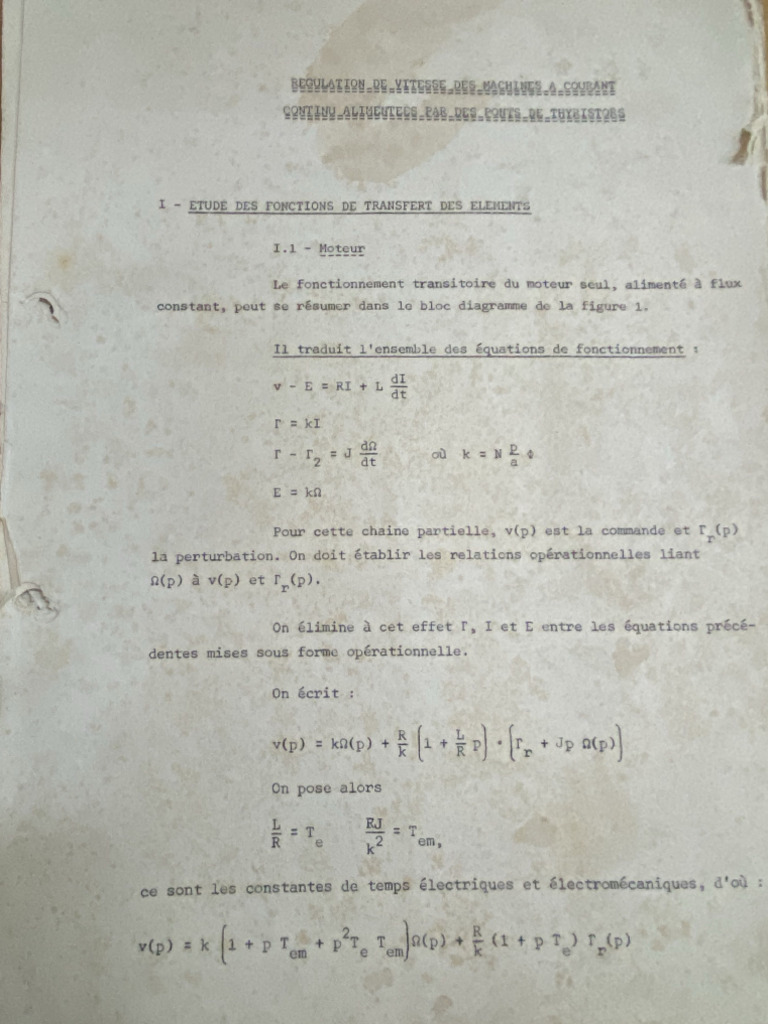 REGULATION DE VITESSE DES MACHINES A COURANT
CONTINU ALIMENTEES PAR DES PONTS DE THYRISTORS
I - ETUDE DES FONCTIONS DE TRANSFERT DES ELEMENTS
I.1 - Moteur
Le fonctionnement transitoire du moteur seul, alimenté à flux
constant, peut se résumer dans le bloc diagramme de la figure 1.
Il traduit l'ensemble des équations de fonctionnement :
v - E = RI + L dI/dt
Γ = kI
Γ - Γ₂ = J dΩ/dt où k = N p/a Φ
E = kΩ
Pour cette chaine partielle, v(p) est la commande et Γr(p)
la perturbation. On doit établir les relations opérationnelles liant
Ω(p) à v(p) et Γr(p).
On élimine à cet effet Γ, I et E entre les équations précé-
dentes mises sous forme opérationnelle.
On écrit :
v(p) = kΩ(p) + R/k (1 + L/R p) • (Γr + Jp Ω(p))
On pose alors
L/R = Te RJ/k² = Tem,
ce sont les constantes de temps électriques et électromécaniques, d'où :
v(p) = k (1 + p Tem + p²Te Tem)Ω(p) + R/k (1 + p Te) Γr(p)